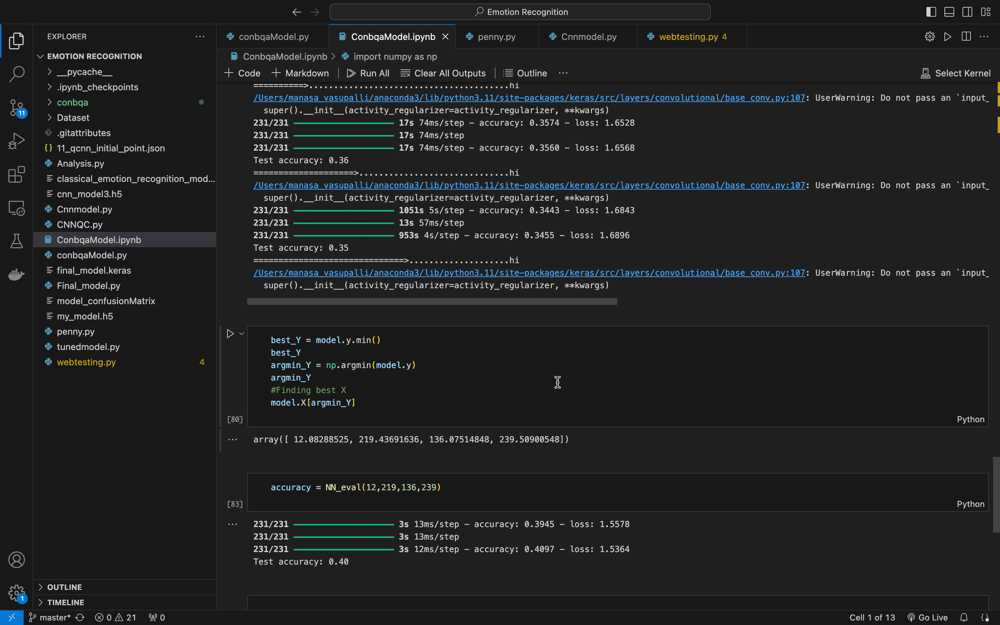 Emotion Recognition
EXPLORER
EMOTION RECOGNITION
__pycache__
.ipynb_checkpoints
conbqa
Dataset
.gitattributes
{} 11_qcnn_initial_point.json
Analysis.py
classical_emotion_recognition_mod...
cnn_model3.h5
Cnnmodel.py
CNNQC.py
ConbqaModel.ipynb
conbqaModel.py
final_model.keras
Final_model.py
model_confusionMatrix
my_model.h5
penny.py
tunedmodel.py
webtesting.py 4
OUTLINE
TIMELINE
11
1
conbqaModel.py ConbqaModel.ipynb penny.py Cnnmodel.py webtesting.py 4
ConbqaModel.ipynb > import numpy as np
+ Code + Markdown Run All Clear All Outputs Outline ... Select Kernel
==========>........................................hi
/Users/manasa_vasupalli/anaconda3/lib/python3.11/site-packages/keras/src/layers/convolutional/base_conv.py:107: UserWarning: Do not pass an `input_
super().__init__(activity_regularizer=activity_regularizer, **kwargs)
231/231 17s 74ms/step - accuracy: 0.3574 - loss: 1.6528
231/231 17s 74ms/step
231/231 17s 74ms/step - accuracy: 0.3560 - loss: 1.6568
Test accuracy: 0.36
====================>..............................hi
/Users/manasa_vasupalli/anaconda3/lib/python3.11/site-packages/keras/src/layers/convolutional/base_conv.py:107: UserWarning: Do not pass an `input_
super().__init__(activity_regularizer=activity_regularizer, **kwargs)
231/231 1051s 5s/step - accuracy: 0.3443 - loss: 1.6843
231/231 13s 57ms/step
231/231 953s 4s/step - accuracy: 0.3455 - loss: 1.6896
Test accuracy: 0.35
==============================>....................hi
/Users/manasa_vasupalli/anaconda3/lib/python3.11/site-packages/keras/src/layers/convolutional/base_conv.py:107: UserWarning: Do not pass an `input_
super().__init__(activity_regularizer=activity_regularizer, **kwargs)
best_Y = model.y.min()
best_Y
argmin_Y = np.argmin(model.y)
argmin_Y
#Finding best X
model.X[argmin_Y]
[80] Python
... array([ 12.08288525, 219.43691636, 136.07514848, 239.50900548])
accuracy = NN_eval(12,219,136,239)
[83] Python
... 231/231 3s 13ms/step - accuracy: 0.3945 - loss: 1.5578
231/231 3s 13ms/step
231/231 3s 12ms/step - accuracy: 0.4097 - loss: 1.5364
Test accuracy: 0.40
master* 0 21 0 Cell 1 of 13 Go Live